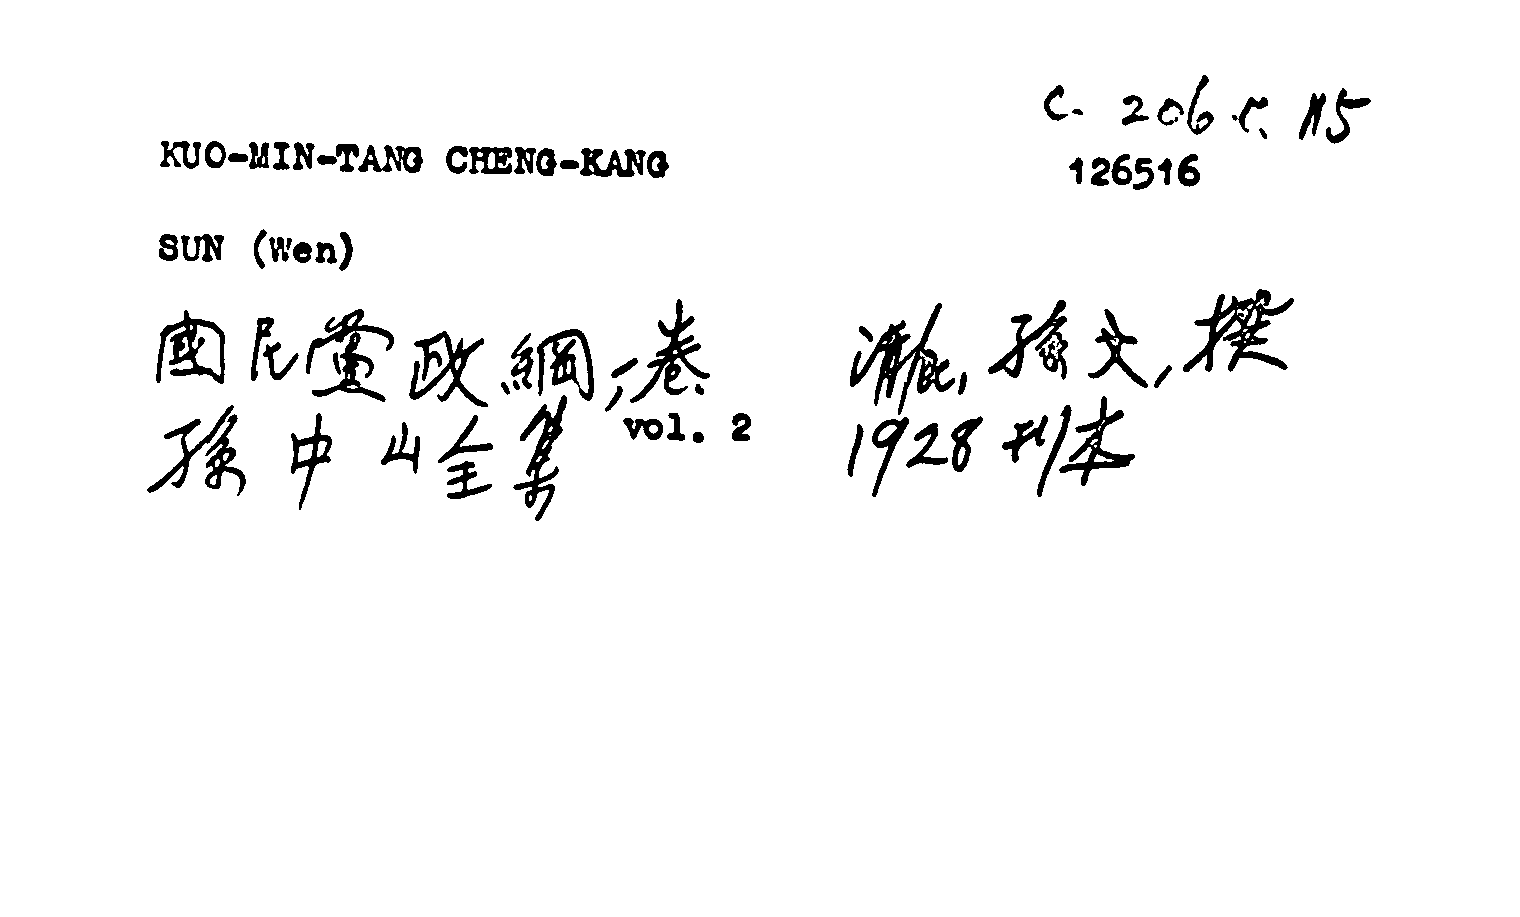 C. 206.c. 115
KUO-MIN-TANG CHENG-KANG
126516
SUN (Wen)
國民黨政綱,一卷. 清. 孫文, 撰
孫中山全集 vol. 2 1928 刊本